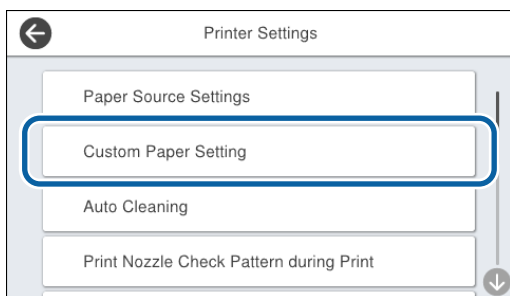 Printer Settings
Paper Source Settings
Custom Paper Setting
Auto Cleaning
Print Nozzle Check Pattern during Print